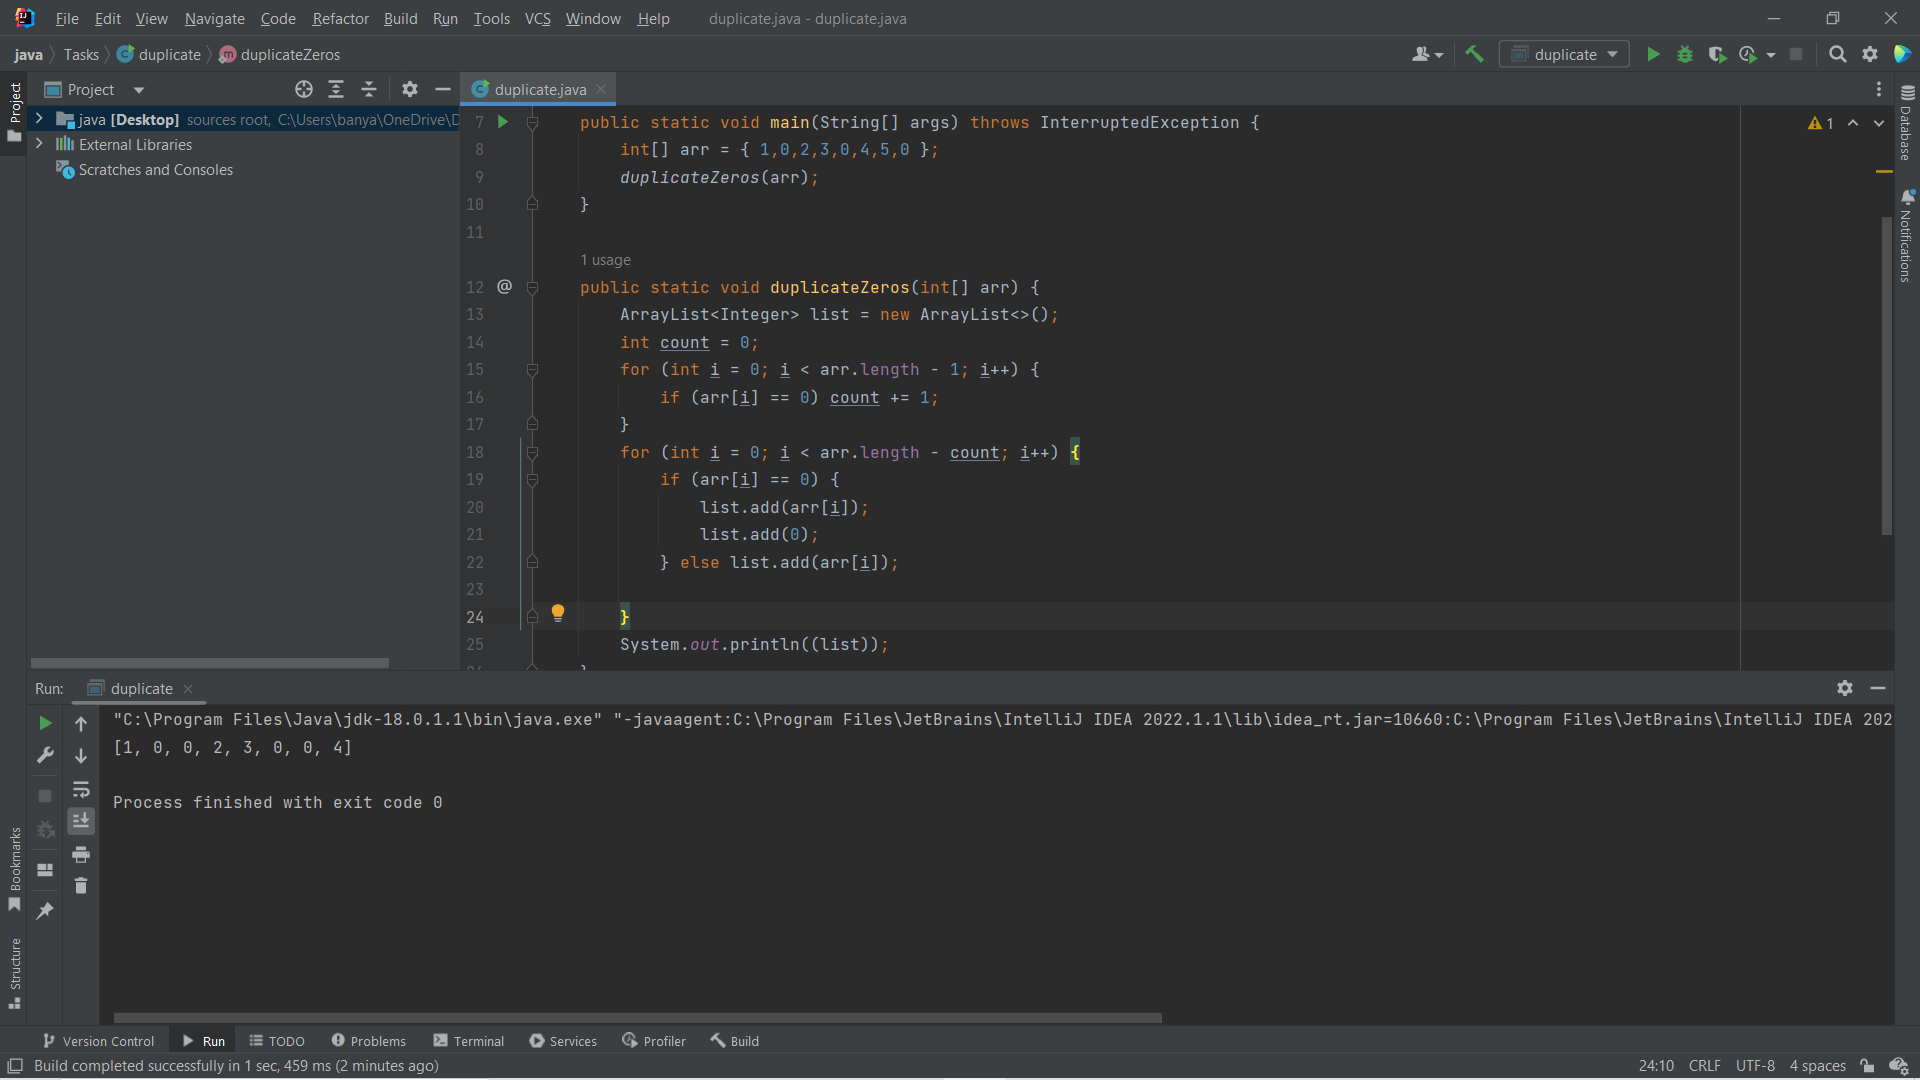 File Edit View Navigate Code Refactor Build Run Tools VCS Window Help duplicate.java - duplicate.java
java Tasks duplicate duplicateZeros
duplicate
Project
Project
duplicate.java
java [Desktop] sources root, C:\Users\banya\OneDrive\D
External Libraries
Scratches and Consoles
7 public static void main(String[] args) throws InterruptedException {
8 int[] arr = { 1,0,2,3,0,4,5,0 };
9 duplicateZeros(arr);
10 }
11
1 usage
12 @ public static void duplicateZeros(int[] arr) {
13 ArrayList<Integer> list = new ArrayList<>();
14 int count = 0;
15 for (int i = 0; i < arr.length - 1; i++) {
16 if (arr[i] == 0) count += 1;
17 }
18 for (int i = 0; i < arr.length - count; i++) {
19 if (arr[i] == 0) {
20 list.add(arr[i]);
21 list.add(0);
22 } else list.add(arr[i]);
23
24 }
25 System.out.println((list));
1
Database
Notifications
Run: duplicate
"C:\Program Files\Java\jdk-18.0.1.1\bin\java.exe" "-javaagent:C:\Program Files\JetBrains\IntelliJ IDEA 2022.1.1\lib\idea_rt.jar=10660:C:\Program Files\JetBrains\IntelliJ IDEA 202
[1, 0, 0, 2, 3, 0, 0, 4]
Process finished with exit code 0
Bookmarks
Structure
Version Control Run TODO Problems Terminal Services Profiler Build
Build completed successfully in 1 sec, 459 ms (2 minutes ago)
24:10 CRLF UTF-8 4 spaces